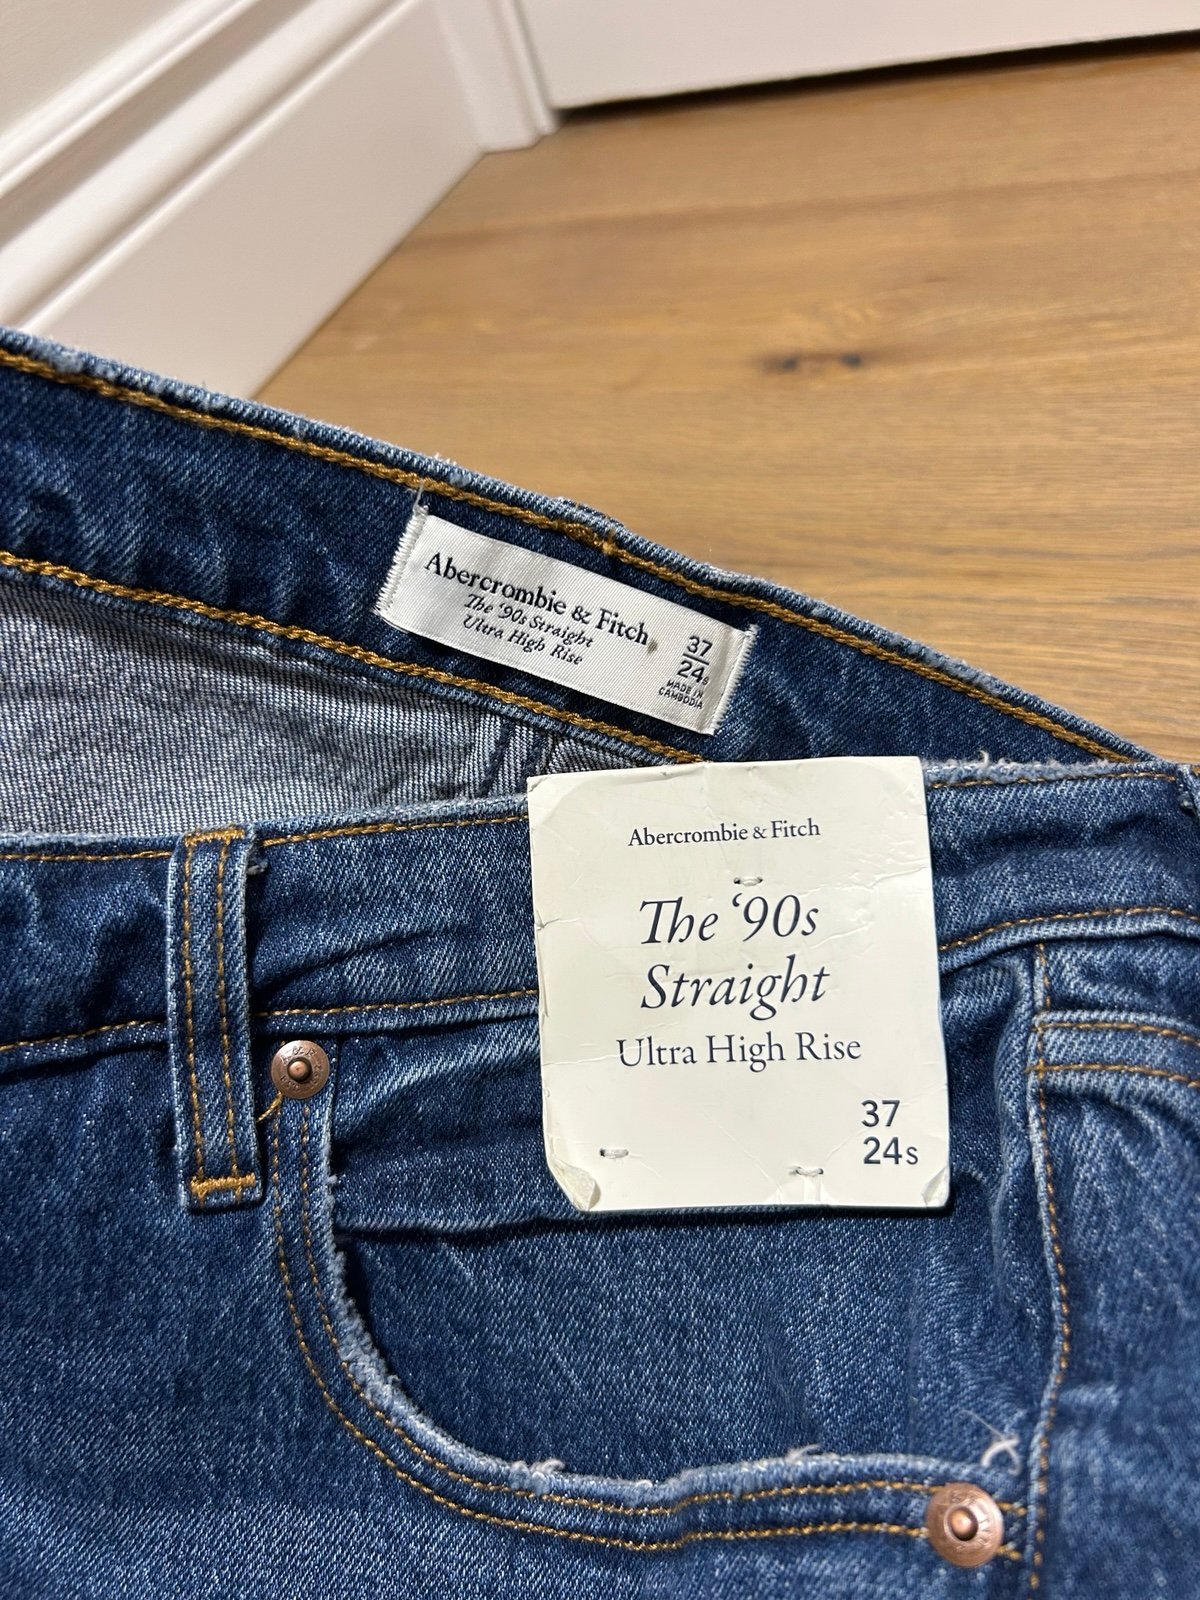 Abercrombie & Fitch
The ‘90s Straight
Ultra High Rise
37
24s
MADE IN
CAMBODIA
Abercrombie & Fitch
The ‘90s
Straight
Ultra High Rise
37
24s